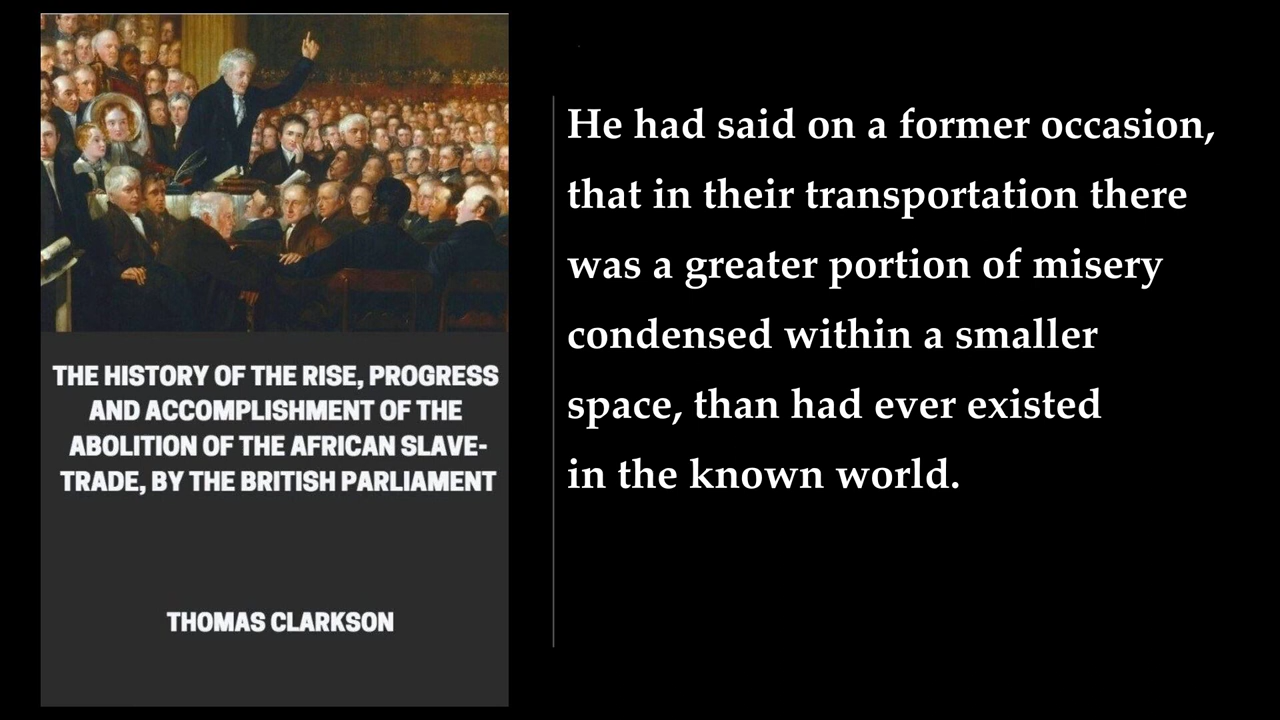 THE HISTORY OF THE RISE, PROGRESS
AND ACCOMPLISHMENT OF THE
ABOLITION OF THE AFRICAN SLAVE-
TRADE, BY THE BRITISH PARLIAMENT
THOMAS CLARKSON
He had said on a former occasion,
that in their transportation there
was a greater portion of misery
condensed within a smaller
space, than had ever existed
in the known world.